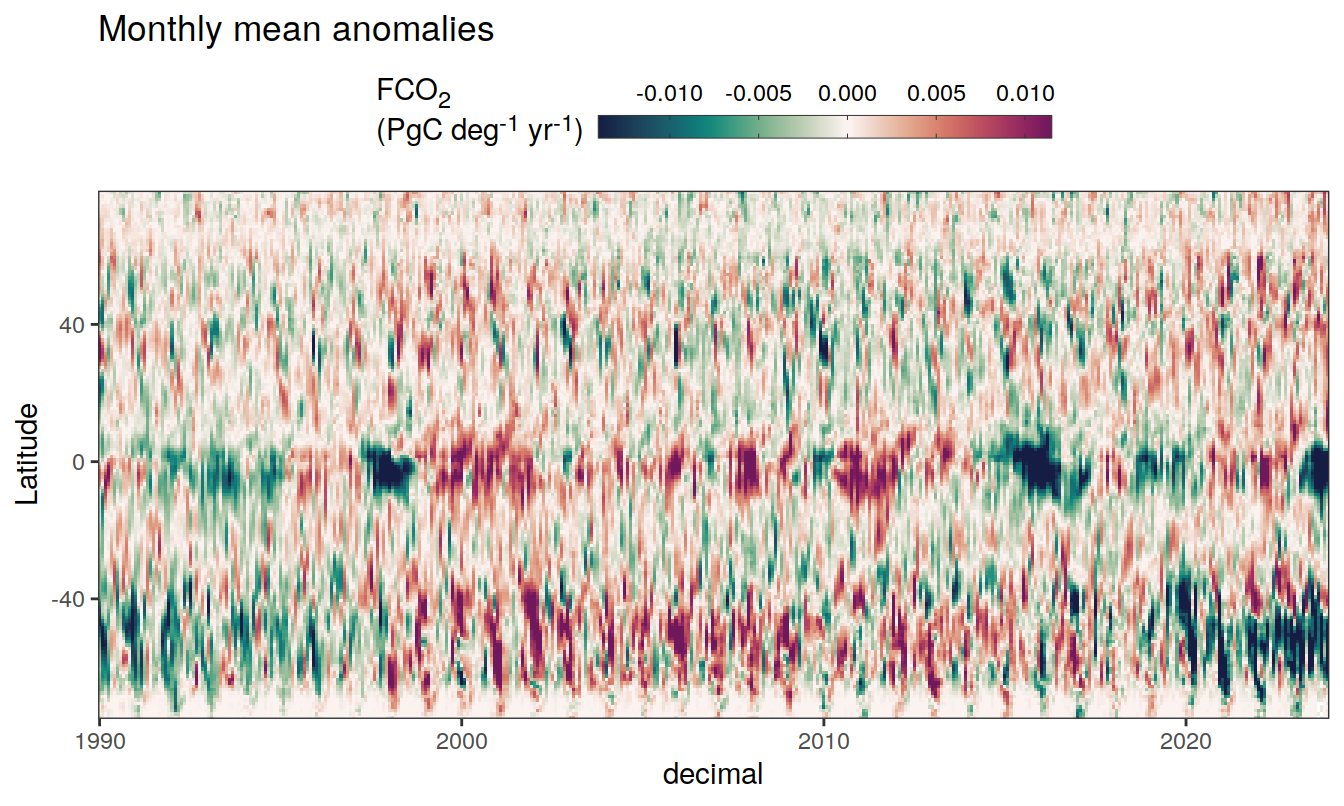 Monthly mean anomalies
FCO₂
(PgC deg⁻¹ yr⁻¹)
-0.010 -0.005 0.000 0.005 0.010
Latitude
40
0
-40
1990 2000 2010 2020
decimal